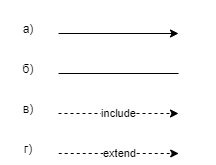 а)
б)
в) include
г) extend